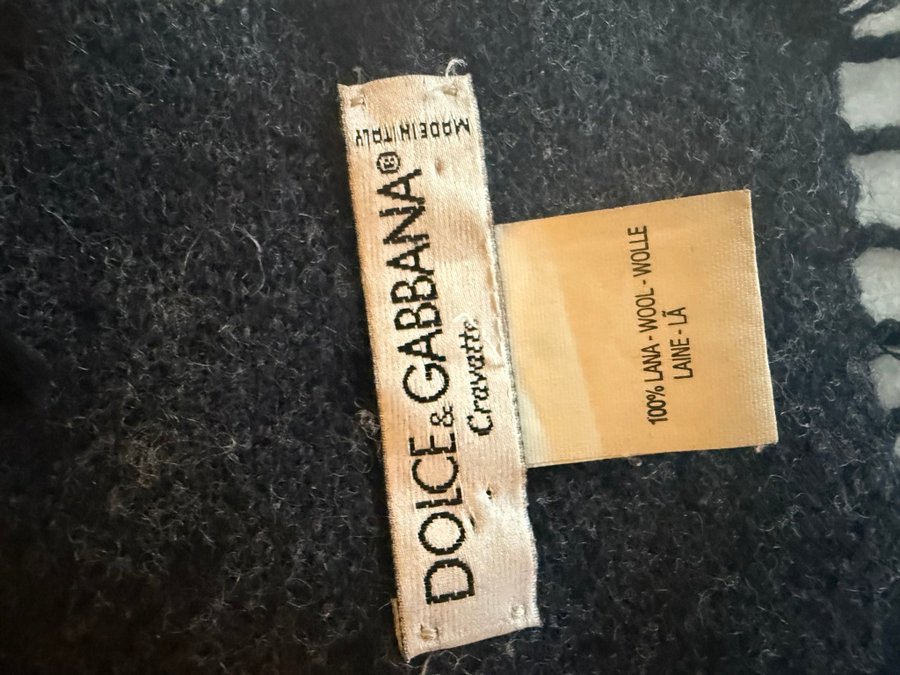 DOLCE & GABBANA®
Cravatte
MADE IN ITALY
100% LANA - WOOL - WOLLE
LAINE - LÃ